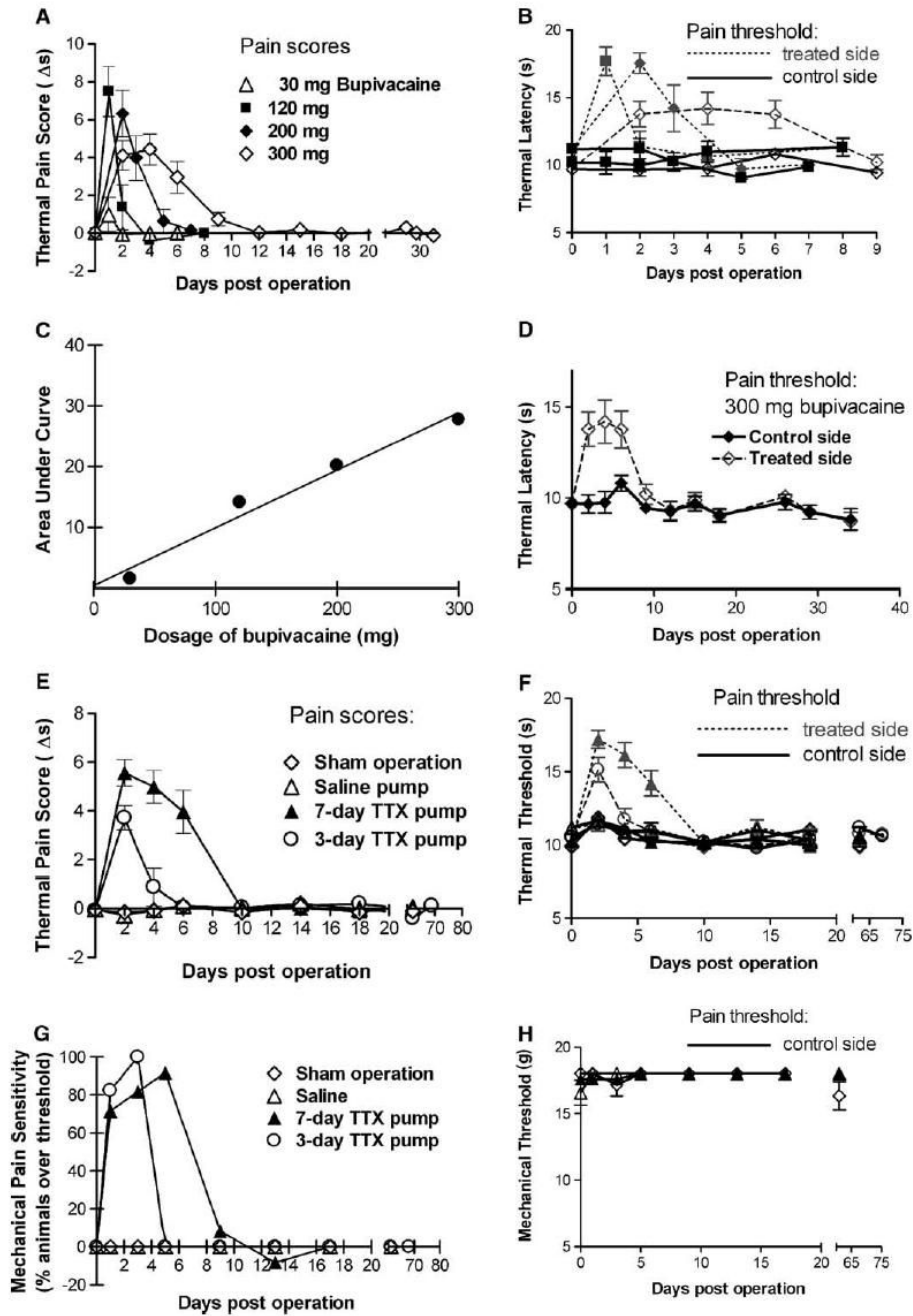 A
Pain scores
30 mg Bupivacaine
120 mg
200 mg
300 mg
Thermal Pain Score ( Δs)
10
8
6
4
2
0
-2
2 4 6 8 10 12 15 18 20 30
Days post operation
B
Pain threshold:
treated side
control side
Thermal Latency (s)
20
15
10
5
0 1 2 3 4 5 6 7 8 9
Days post operation
C
Area Under Curve
40
30
20
10
0 100 200 300
Dosage of bupivacaine (mg)
D
Pain threshold:
300 mg bupivacaine
Control side
Treated side
Thermal Latency (s)
15
10
5
0 10 20 30 40
Days post operation
E
Pain scores:
Sham operation
Saline pump
7-day TTX pump
3-day TTX pump
Thermal Pain Score ( Δs)
8
6
4
2
0
-2
2 4 6 8 10 12 14 16 18 20 70 80
Days post operation
F
Pain threshold
treated side
control side
Thermal Threshold (s)
20
15
10
5
0 5 10 15 20 65 75
Days post operation
G
Sham operation
Saline
7-day TTX pump
3-day TTX pump
Mechanical Pain Sensitivity
(% animals over threshold)
100
80
60
40
20
0
-20
2 4 6 8 10 12 14 16 18 20 70 80
Days post operation
H
Pain threshold:
control side
Mechanical Threshold (g)
20
15
10
5
0 5 10 15 20 65 75
Days post operation